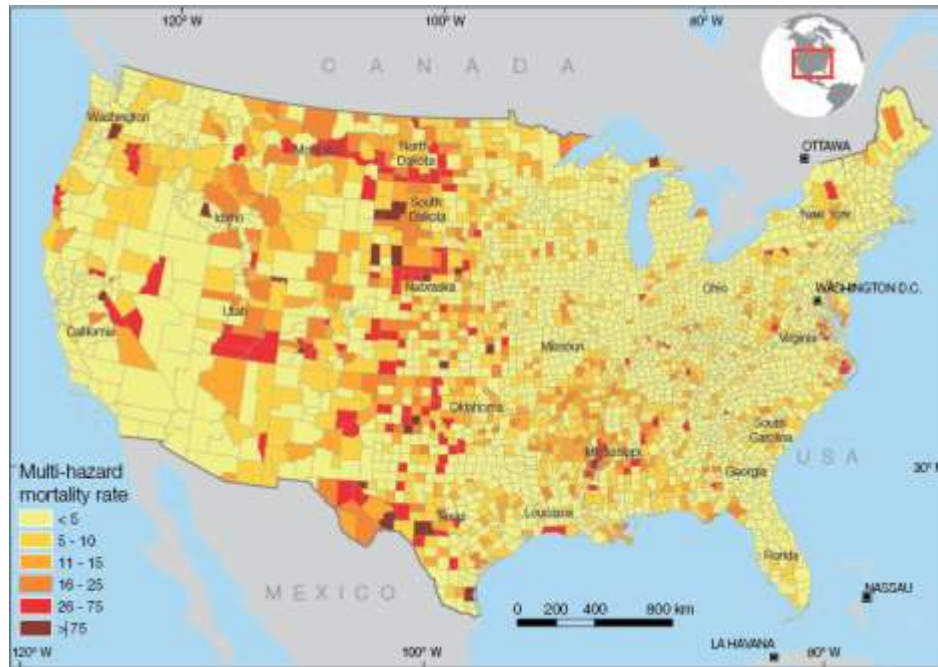 120° W
100° W
80° W
C A N A D A
Washington
North
Dakota
OTTAWA
Idaho
South
Dakota
New York
Nebraska
Ohio
WASHINGTON D.C.
Utah
California
Missouri
Virginia
Oklahoma
South
Carolina
Mississippi
U S A
Georgia
30° N
Multi-hazard
mortality rate
< 5
5 - 10
11 - 15
16 - 25
26 - 75
> 75
Texas
Louisiana
Florida
M E X I C O
0 200 400 800 km
NASSAU
LA HAVANA
120° W
100° W
80° W